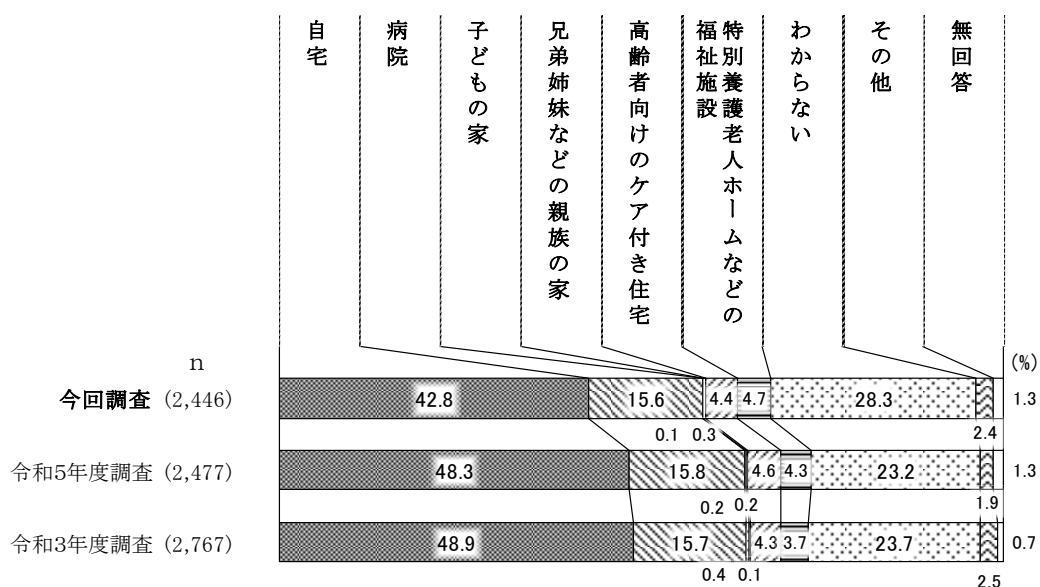 自宅
病院
子どもの家
兄弟姉妹などの親族の家
高齢者向けのケア付き住宅
特別養護老人ホームなどの
福祉施設
わからない
その他
無回答
n
(%)
今回調査 (2,446)
42.8
15.6
4.4
4.7
28.3
1.3
0.1
0.3
2.4
令和5年度調査 (2,477)
48.3
15.8
4.6
4.3
23.2
1.3
0.2
0.2
1.9
令和3年度調査 (2,767)
48.9
15.7
4.3
3.7
23.7
0.7
0.4
0.1
2.5